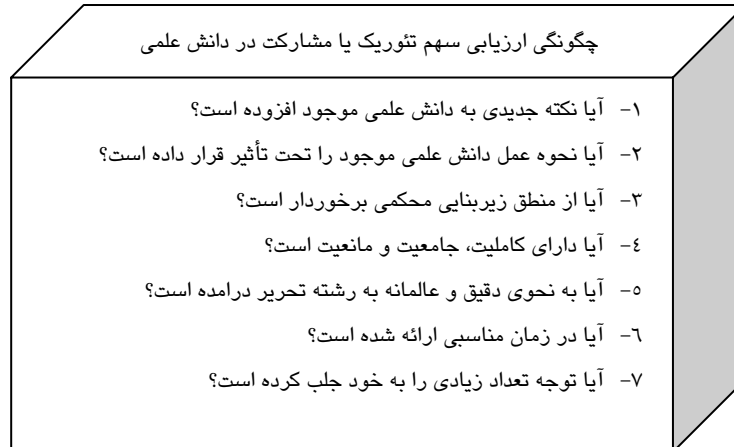 چگونگی ارزیابی سهم تئوریک یا مشارکت در دانش علمی
۱- آیا نکته جدیدی به دانش علمی موجود افزوده است؟
۲- آیا نحوه عمل دانش علمی موجود را تحت تأثیر قرار داده است؟
۳- آیا از منطق زیربنایی محکمی برخوردار است؟
٤- آیا دارای کاملیت، جامعیت و مانعیت است؟
٥- آیا به نحوی دقیق و عالمانه به رشته تحریر درامده است؟
٦- آیا در زمان مناسبی ارائه شده است؟
۷- آیا توجه تعداد زیادی را به خود جلب کرده است؟